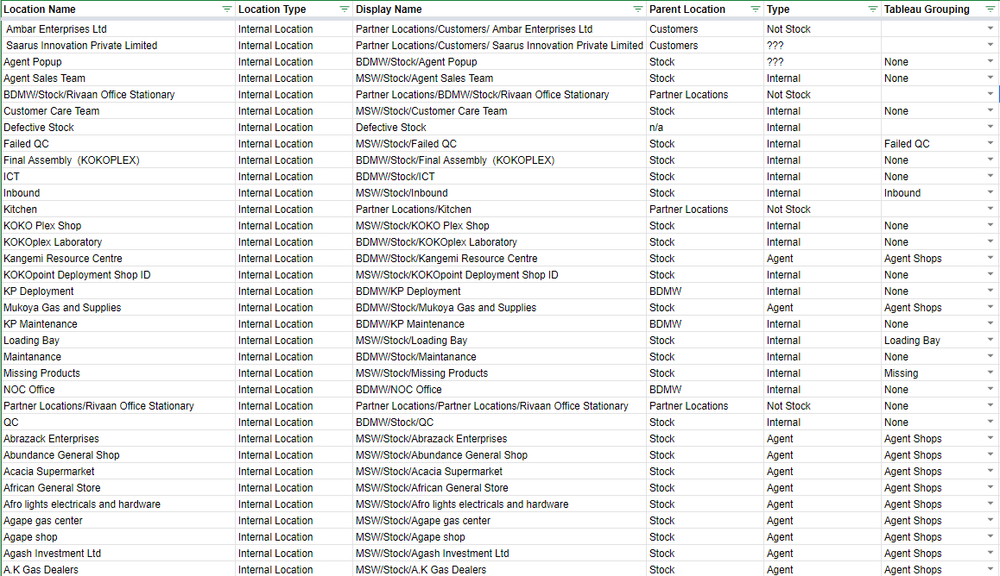 Location Name Location Type Display Name Parent Location Type Tableau Grouping
Ambar Enterprises Ltd Internal Location Partner Locations/Customers/ Ambar Enterprises Ltd Customers Not Stock
Saarus Innovation Private Limited Internal Location Partner Locations/Customers/ Saarus Innovation Private Limited Customers ???
Agent Popup Internal Location BDMW/Stock/Agent Popup Stock ??? None
Agent Sales Team Internal Location MSW/Stock/Agent Sales Team Stock Internal None
BDMW/Stock/Rivaan Office Stationary Internal Location Partner Locations/BDMW/Stock/Rivaan Office Stationary Partner Locations Not Stock
Customer Care Team Internal Location MSW/Stock/Customer Care Team Stock Internal None
Defective Stock Internal Location Defective Stock n/a Internal
Failed QC Internal Location MSW/Stock/Failed QC Stock Internal Failed QC
Final Assembly (KOKOPLEX) Internal Location BDMW/Stock/Final Assembly (KOKOPLEX) Stock Internal None
ICT Internal Location BDMW/Stock/ICT Stock Internal None
Inbound Internal Location MSW/Stock/Inbound Stock Internal Inbound
Kitchen Internal Location Partner Locations/Kitchen Partner Locations Not Stock
KOKO Plex Shop Internal Location MSW/Stock/KOKO Plex Shop Stock Internal None
KOKOplex Laboratory Internal Location BDMW/Stock/KOKOplex Laboratory Stock Internal None
Kangemi Resource Centre Internal Location BDMW/Stock/Kangemi Resource Centre Stock Agent Agent Shops
KOKOpoint Deployment Shop ID Internal Location MSW/Stock/KOKOpoint Deployment Shop ID Stock Internal None
KP Deployment Internal Location BDMW/KP Deployment BDMW Internal None
Mukoya Gas and Supplies Internal Location BDMW/Stock/Mukoya Gas and Supplies Stock Agent Agent Shops
KP Maintenance Internal Location BDMW/KP Maintenance BDMW Internal None
Loading Bay Internal Location MSW/Stock/Loading Bay Stock Internal Loading Bay
Maintanance Internal Location BDMW/Stock/Maintanance Stock Internal None
Missing Products Internal Location MSW/Stock/Missing Products Stock Internal Missing
NOC Office Internal Location BDMW/NOC Office BDMW Internal None
Partner Locations/Rivaan Office Stationary Internal Location Partner Locations/Partner Locations/Rivaan Office Stationary Partner Locations Not Stock None
QC Internal Location BDMW/Stock/QC Stock Internal None
Abrazack Enterprises Internal Location MSW/Stock/Abrazack Enterprises Stock Agent Agent Shops
Abundance General Shop Internal Location MSW/Stock/Abundance General Shop Stock Agent Agent Shops
Acacia Supermarket Internal Location MSW/Stock/Acacia Supermarket Stock Agent Agent Shops
African General Store Internal Location MSW/Stock/African General Store Stock Agent Agent Shops
Afro lights electricals and hardware Internal Location MSW/Stock/Afro lights electricals and hardware Stock Agent Agent Shops
Agape gas center Internal Location MSW/Stock/Agape gas center Stock Agent Agent Shops
Agape shop Internal Location MSW/Stock/Agape shop Stock Agent Agent Shops
Agash Investment Ltd Internal Location MSW/Stock/Agash Investment Ltd Stock Agent Agent Shops
A.K Gas Dealers Internal Location MSW/Stock/A.K Gas Dealers Stock Agent Agent Shops